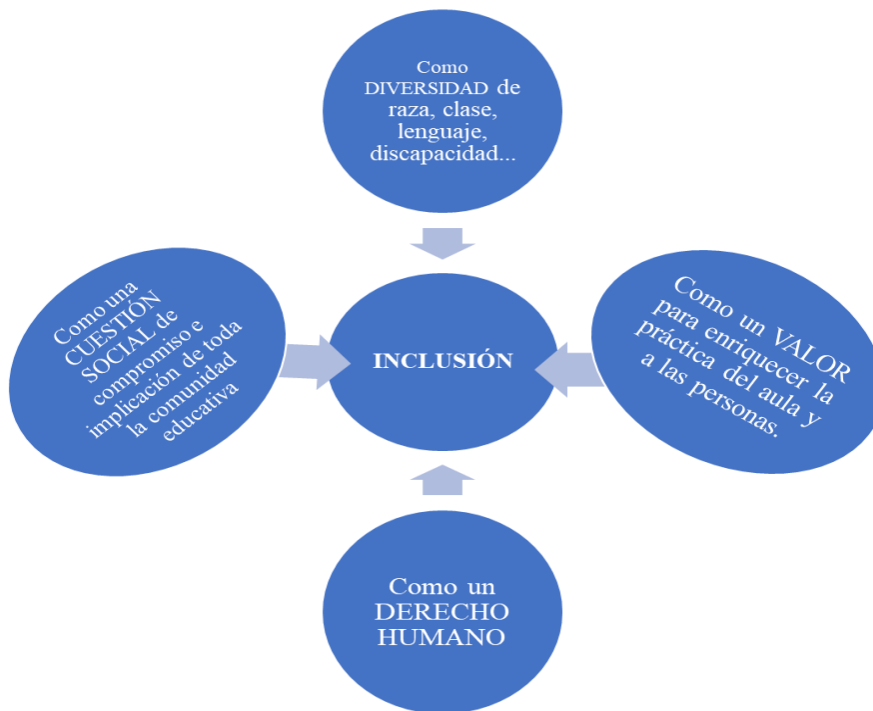 Como
DIVERSIDAD de
raza, clase,
lenguaje,
discapacidad...
Como una
CUESTIÓN
SOCIAL de
compromiso e
implicación de toda
la comunidad
educativa
INCLUSIÓN
Como un VALOR
para enriquecer la
práctica del aula y
a las personas.
Como un
DERECHO
HUMANO